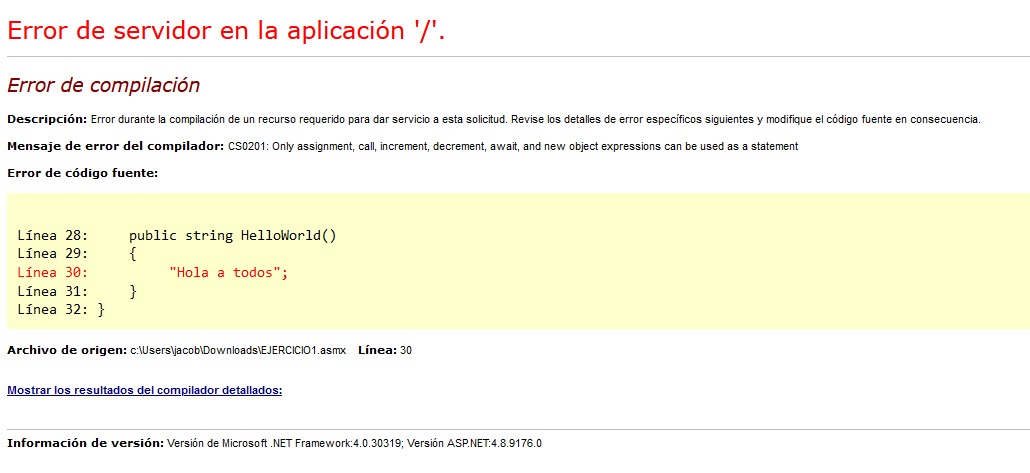 Error de servidor en la aplicación '/'.
Error de compilación
Descripción: Error durante la compilación de un recurso requerido para dar servicio a esta solicitud. Revise los detalles de error específicos siguientes y modifique el código fuente en consecuencia.
Mensaje de error del compilador: CS0201: Only assignment, call, increment, decrement, await, and new object expressions can be used as a statement
Error de código fuente:
Línea 28:     public string HelloWorld()
Línea 29:     {
Línea 30:          "Hola a todos";
Línea 31:     }
Línea 32: }
Archivo de origen: c:\Users\jacob\Downloads\EJERCICIO1.asmx    Línea: 30
Mostrar los resultados del compilador detallados:
Información de versión: Versión de Microsoft .NET Framework:4.0.30319; Versión ASP.NET:4.8.9176.0